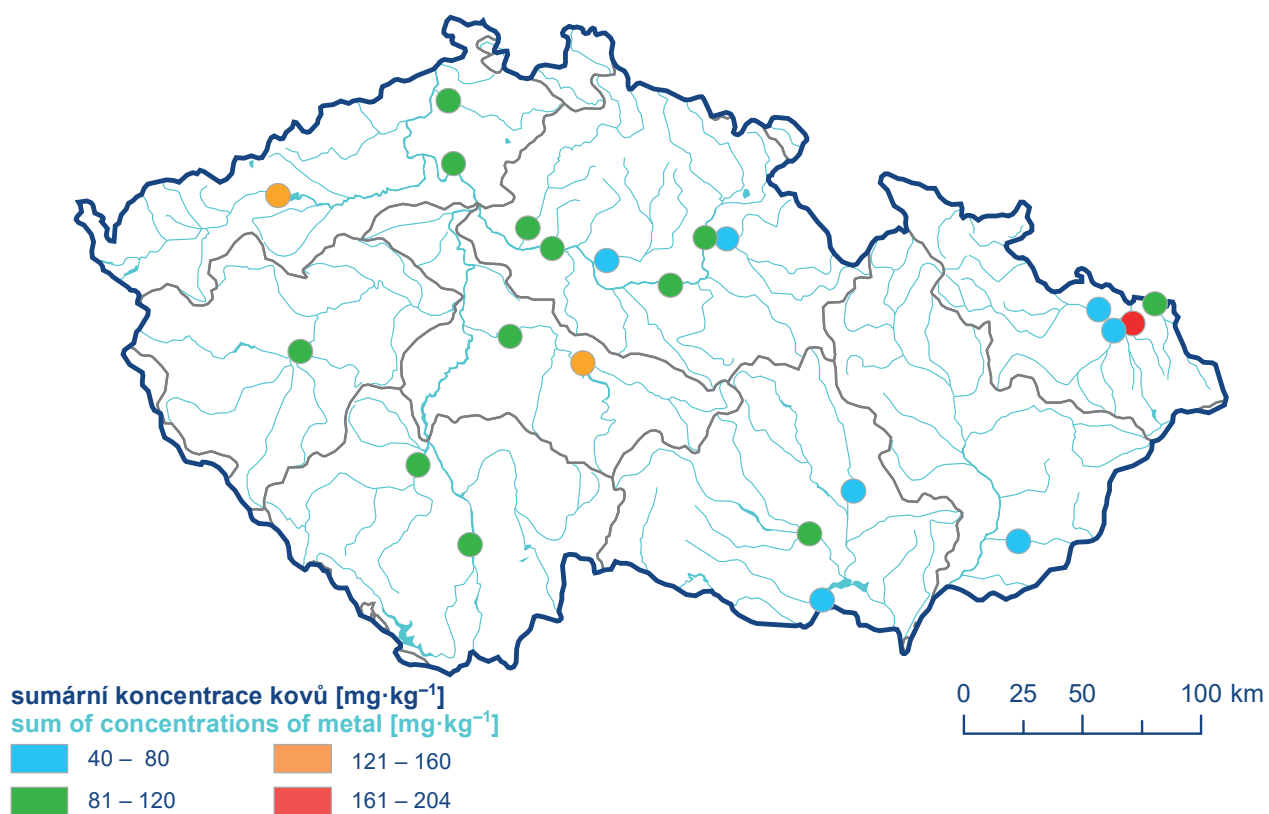 sumární koncentrace kovů [mg·kg⁻¹]
sum of concentrations of metal [mg·kg⁻¹]
40 – 80
121 – 160
81 – 120
161 – 204
0 25 50 100 km